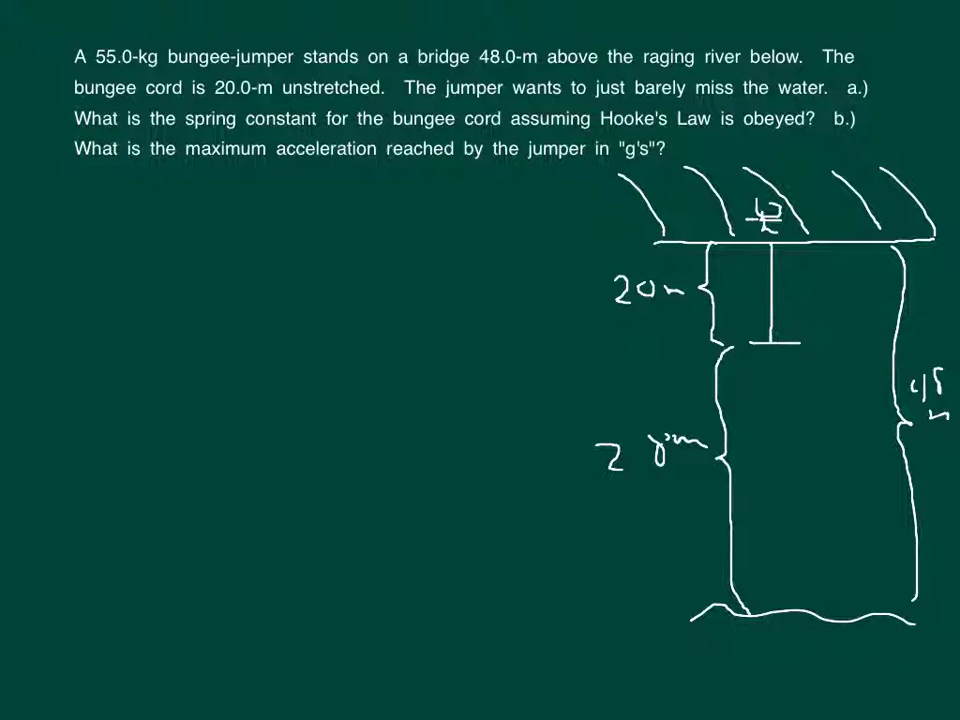 A 55.0-kg bungee-jumper stands on a bridge 48.0-m above the raging river below. The
bungee cord is 20.0-m unstretched. The jumper wants to just barely miss the water. a.)
What is the spring constant for the bungee cord assuming Hooke's Law is obeyed? b.)
What is the maximum acceleration reached by the jumper in "g's"?
20m
48
m
28m